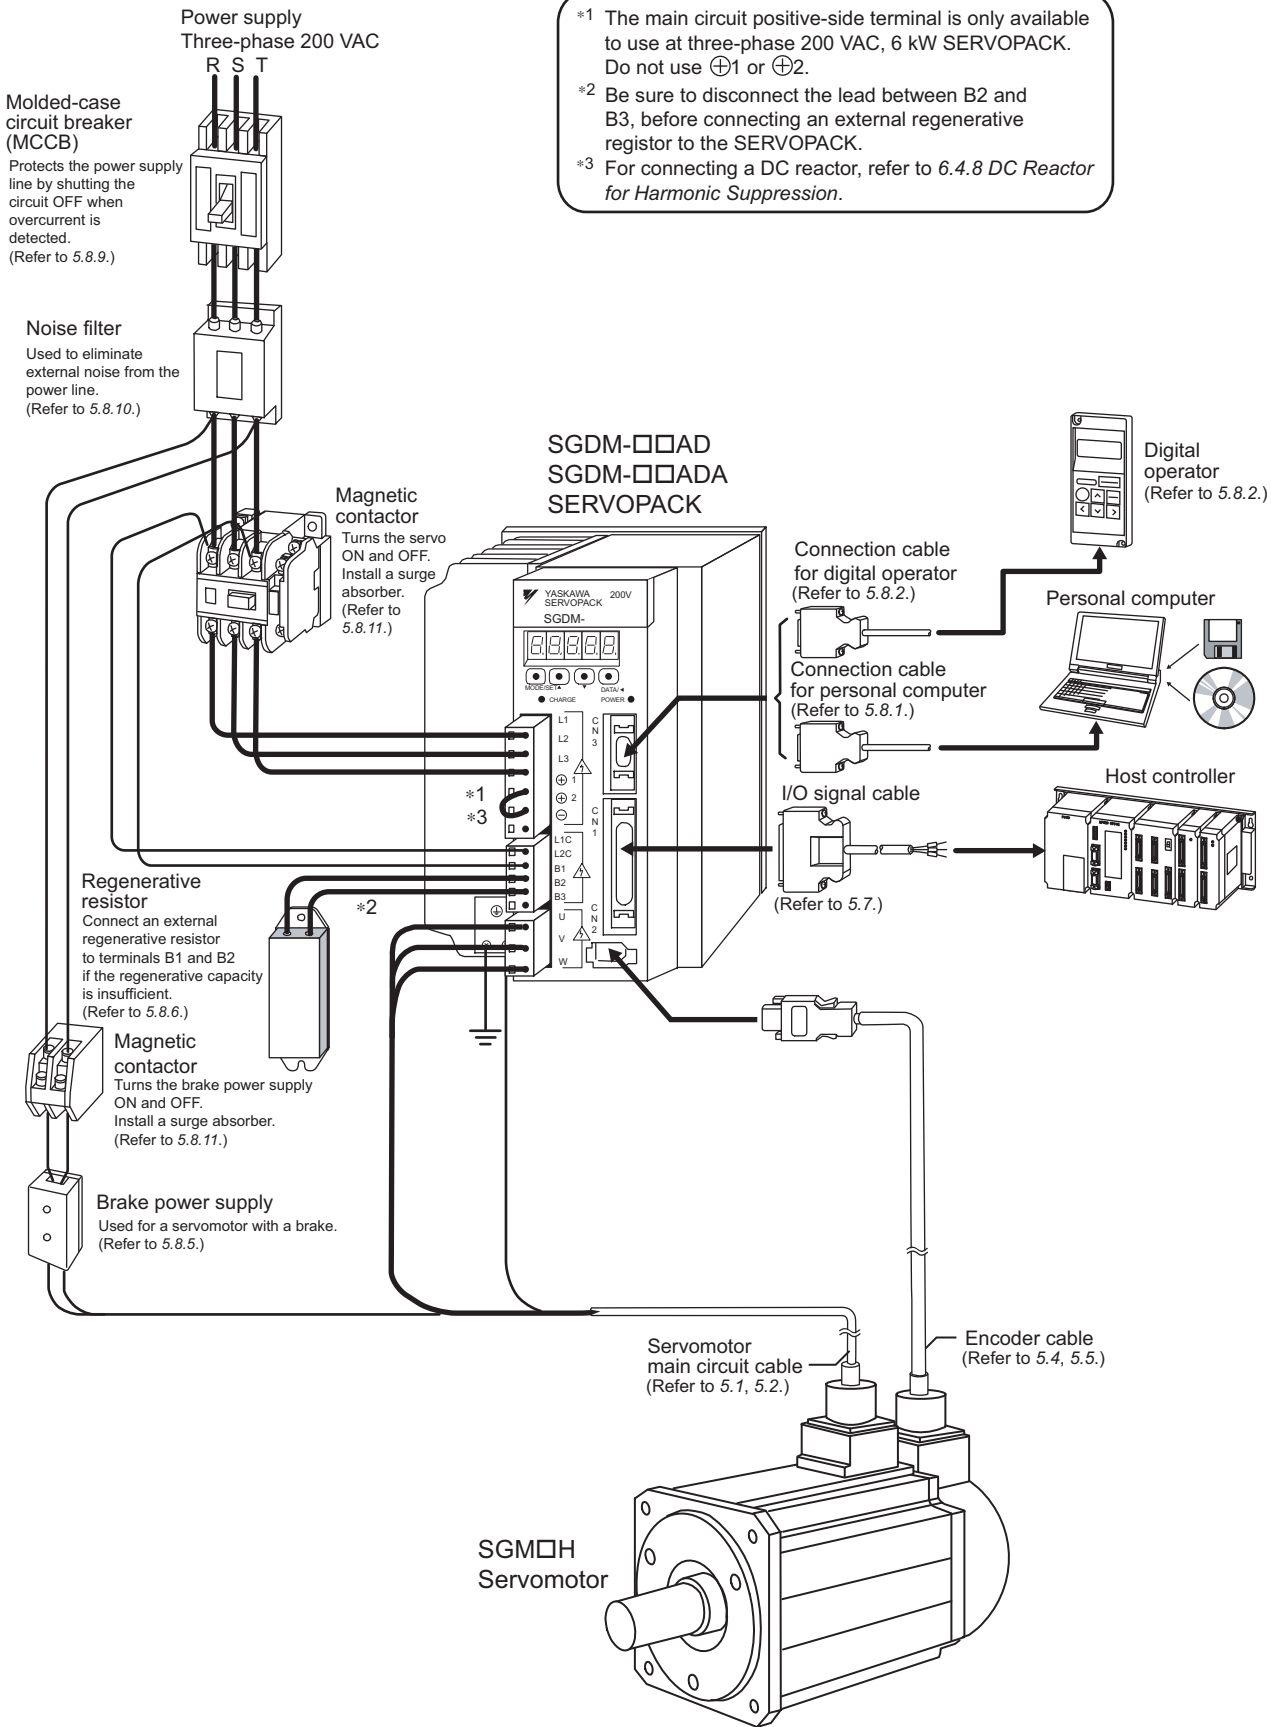 Power supply
Three-phase 200 VAC
R S T
*1 The main circuit positive-side terminal is only available
to use at three-phase 200 VAC, 6 kW SERVOPACK.
Do not use ⊕1 or ⊕2.
*2 Be sure to disconnect the lead between B2 and
B3, before connecting an external regenerative
registor to the SERVOPACK.
*3 For connecting a DC reactor, refer to 6.4.8 DC Reactor
for Harmonic Suppression.
Molded-case
circuit breaker
(MCCB)
Protects the power supply
line by shutting the
circuit OFF when
overcurrent is
detected.
(Refer to 5.8.9.)
Noise filter
Used to eliminate
external noise from the
power line.
(Refer to 5.8.10.)
Magnetic
contactor
Turns the servo
ON and OFF.
Install a surge
absorber.
(Refer to
5.8.11.)
SGDM-□□AD
SGDM-□□ADA
SERVOPACK
Digital
operator
(Refer to 5.8.2.)
Connection cable
for digital operator
(Refer to 5.8.2.)
Personal computer
Connection cable
for personal computer
(Refer to 5.8.1.)
Host controller
I/O signal cable
(Refer to 5.7.)
YASKAWA 200V
SERVOPACK
SGDM-
8.8.8.8.8.
MODE/SET▲ ▼ DATA/◀
CHARGE POWER
L1
L2
L3
⊕ 1
⊕ 2
⊖
L1C
L2C
B1
B2
B3
U
V
W
CN3
CN1
CN2
*1
*3
*2
Regenerative
resistor
Connect an external
regenerative resistor
to terminals B1 and B2
if the regenerative capacity
is insufficient.
(Refer to 5.8.6.)
Magnetic
contactor
Turns the brake power supply
ON and OFF.
Install a surge absorber.
(Refer to 5.8.11.)
Brake power supply
Used for a servomotor with a brake.
(Refer to 5.8.5.)
Servomotor
main circuit cable
(Refer to 5.1, 5.2.)
Encoder cable
(Refer to 5.4, 5.5.)
SGM□H
Servomotor